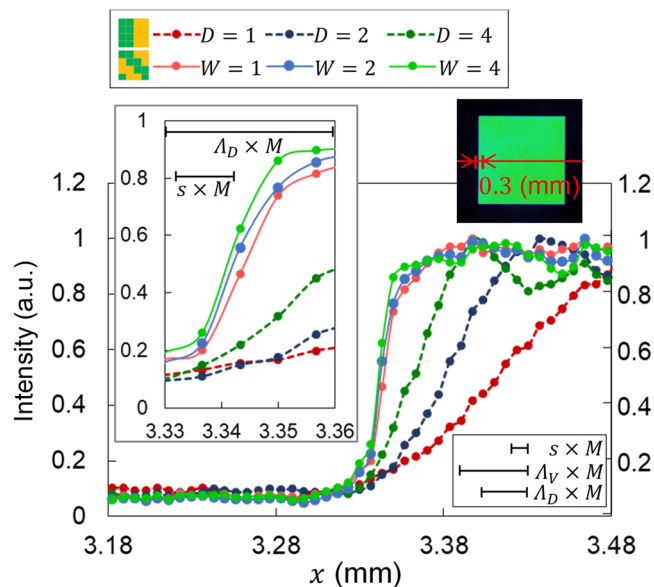 D = 1 D = 2 D = 4
W = 1 W = 2 W = 4
1
0.8
0.6
0.4
0.2
0
3.33 3.34 3.35 3.36
Λ_D × M
s × M
0.3 (mm)
1.2
1
0.8
0.6
0.4
0.2
0
Intensity (a.u.)
1.2
1
0.8
0.6
0.4
0.2
s × M
Λ_V × M
Λ_D × M
3.18 3.28 3.38 3.48
x (mm)